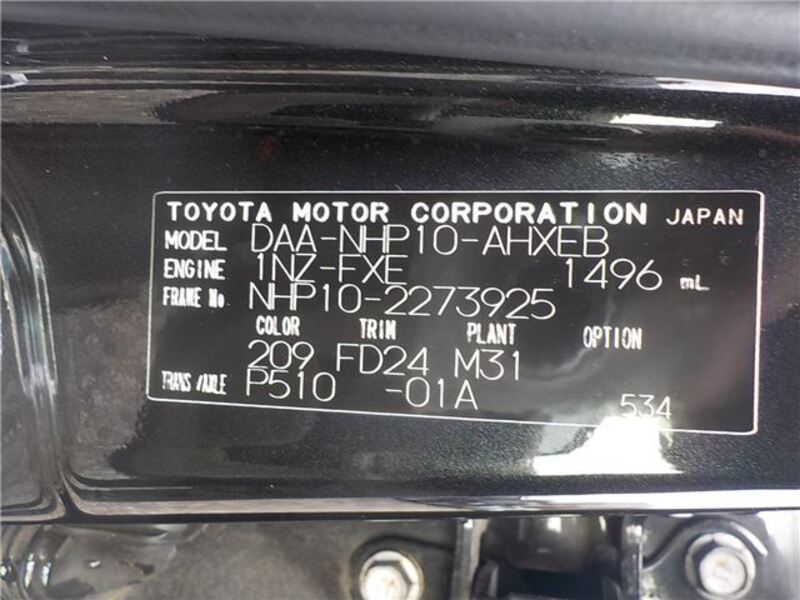 TOYOTA MOTOR CORPORATION JAPAN
MODEL DAA-NHP10-AHXEB
ENGINE 1NZ-FXE 1496 mL
FRAME No NHP10-2273925
COLOR TRIM PLANT OPTION
209 FD24 M31
TRANS/AXLE P510 -01A 534